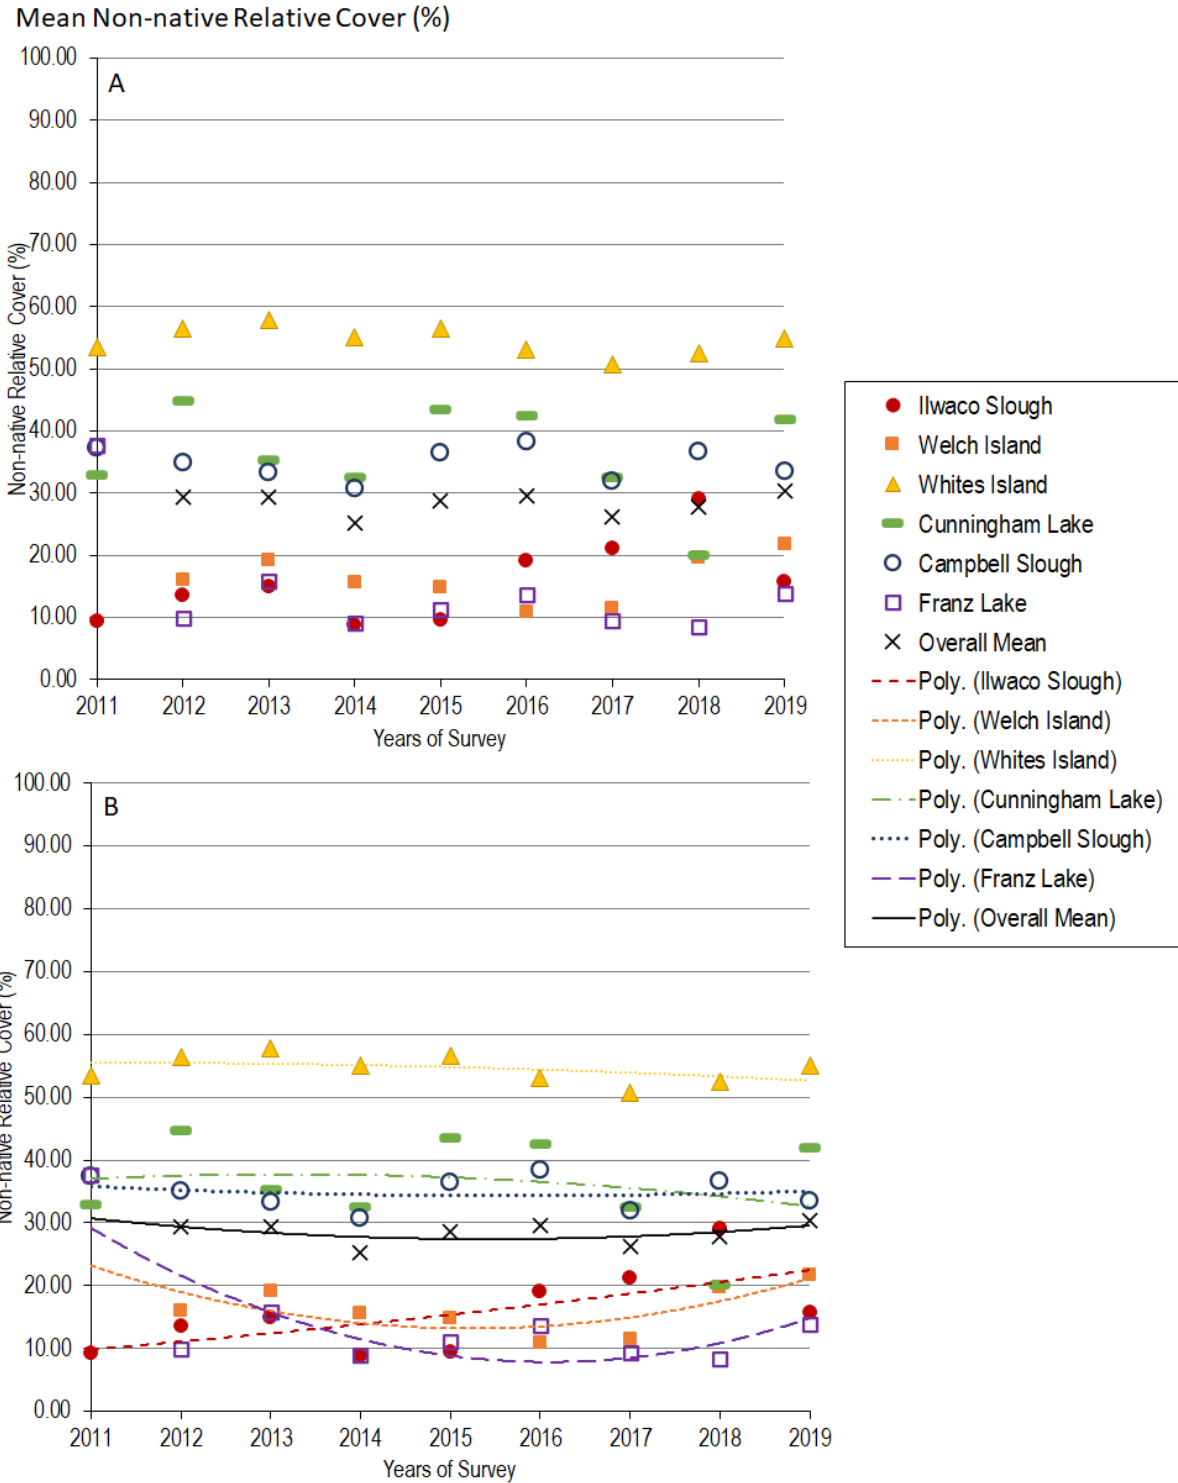 Mean Non-native Relative Cover (%)
A
Non-native Relative Cover (%)
100.00
90.00
80.00
70.00
60.00
50.00
40.00
30.00
20.00
10.00
0.00
2011 2012 2013 2014 2015 2016 2017 2018 2019
Years of Survey
Ilwaco Slough
Welch Island
Whites Island
Cunningham Lake
Campbell Slough
Franz Lake
Overall Mean
Poly. (Ilwaco Slough)
Poly. (Welch Island)
Poly. (Whites Island)
Poly. (Cunningham Lake)
Poly. (Campbell Slough)
Poly. (Franz Lake)
Poly. (Overall Mean)
B
Non-native Relative Cover (%)
100.00
90.00
80.00
70.00
60.00
50.00
40.00
30.00
20.00
10.00
0.00
2011 2012 2013 2014 2015 2016 2017 2018 2019
Years of Survey